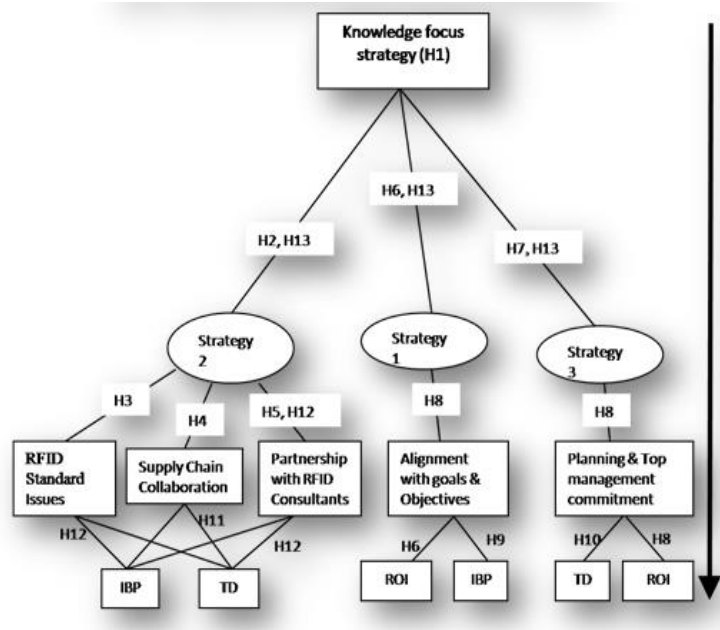 Knowledge focus
strategy (H1)
H6, H13
H2, H13
H7, H13
Strategy
2
Strategy
1
Strategy
3
H3
H4
H5, H12
H8
H8
RFID
Standard
Issues
Supply Chain
Collaboration
Partnership
with RFID
Consultants
Alignment
with goals &
Objectives
Planning & Top
management
commitment
H12
H11
H12
H6
H9
H10
H8
IBP
TD
ROI
IBP
TD
ROI